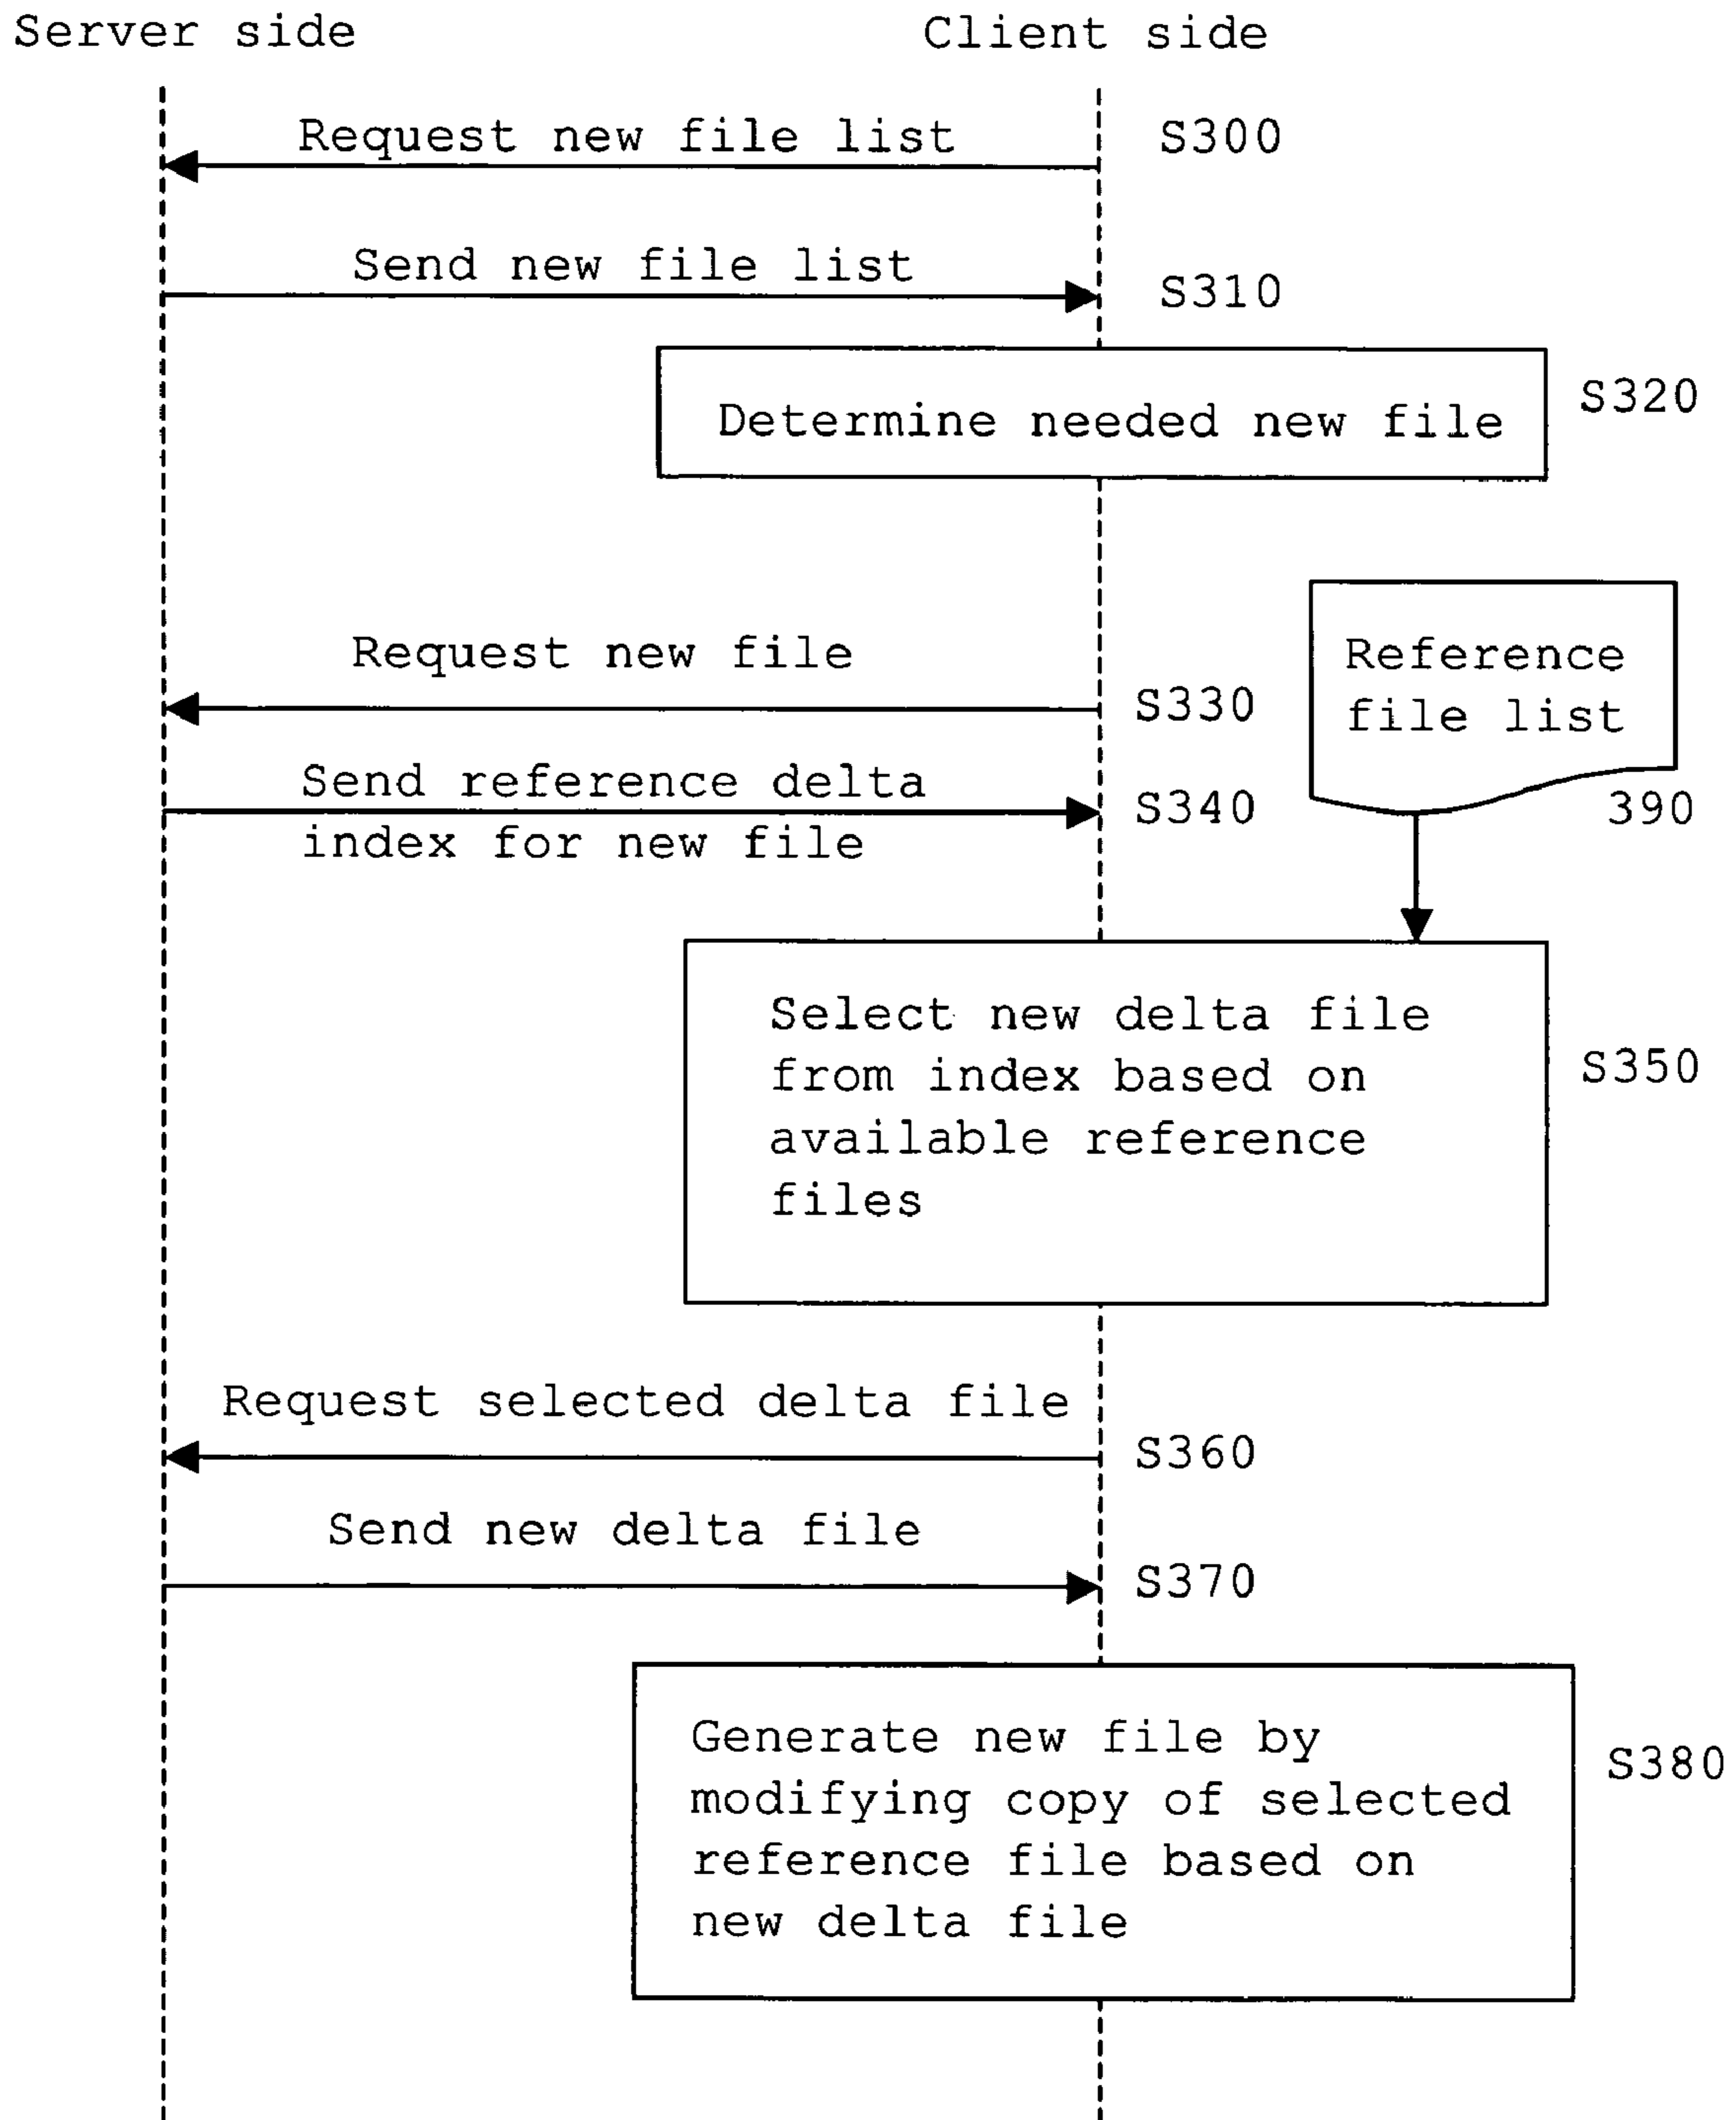 Server side
Client side
Request new file list
S300
Send new file list
S310
Determine needed new file
S320
Request new file
S330
Reference
file list
390
Send reference delta
index for new file
S340
Select new delta file
from index based on
available reference
files
S350
Request selected delta file
S360
Send new delta file
S370
Generate new file by
modifying copy of selected
reference file based on
new delta file
S380